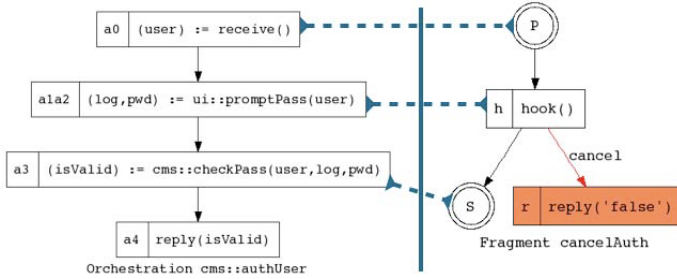 a0 (user) := receive()
P
a1a2 (log,pwd) := ui::promptPass(user)
h hook()
cancel
a3 (isValid) := cms::checkPass(user,log,pwd)
S
r reply('false')
a4 reply(isValid)
Fragment cancelAuth
Orchestration cms::authUser